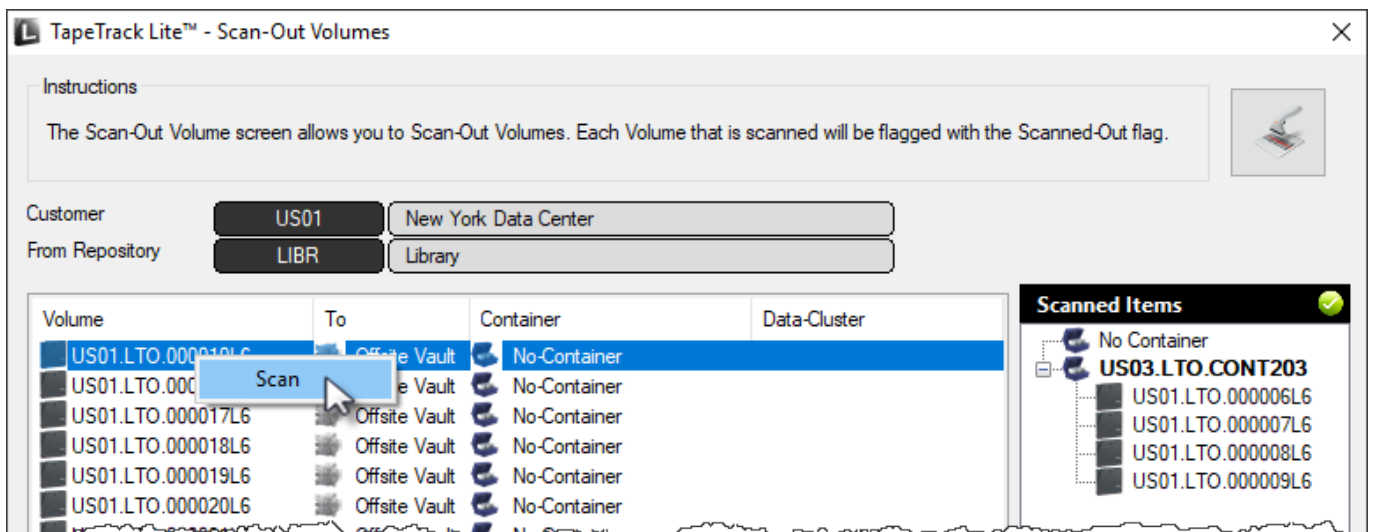 TapeTrack Lite™ - Scan-Out Volumes
Instructions
The Scan-Out Volume screen allows you to Scan-Out Volumes. Each Volume that is scanned will be flagged with the Scanned-Out flag.
Customer US01 New York Data Center
From Repository LIBR Library
Volume To Container Data-Cluster
Offsite Vault No-Container
Scan
US01.LTO.000 Vault No-Container
US01.LTO.000017L6 Offsite Vault No-Container
US01.LTO.000018L6 Offsite Vault No-Container
US01.LTO.000019L6 Offsite Vault No-Container
US01.LTO.000020L6 Offsite Vault No-Container
Scanned Items
No Container
US03.LTO.CONT203
US01.LTO.000006L6
US01.LTO.000007L6
US01.LTO.000008L6
US01.LTO.000009L6